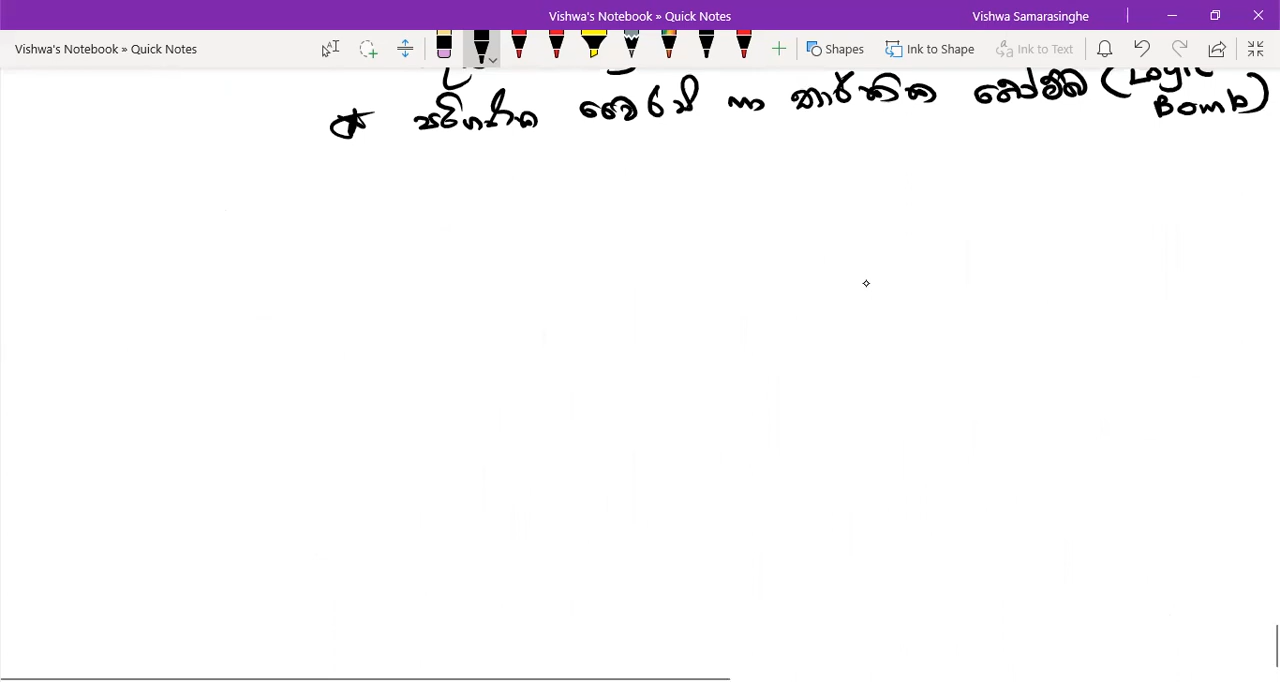 Vishwa's Notebook » Quick Notes
Vishwa Samarasinghe
Vishwa's Notebook » Quick Notes
Shapes
Ink to Shape
Ink to Text
පරිගණක වෛරස් හා තාර්කික බෝම්බ (Logic
Bomb)